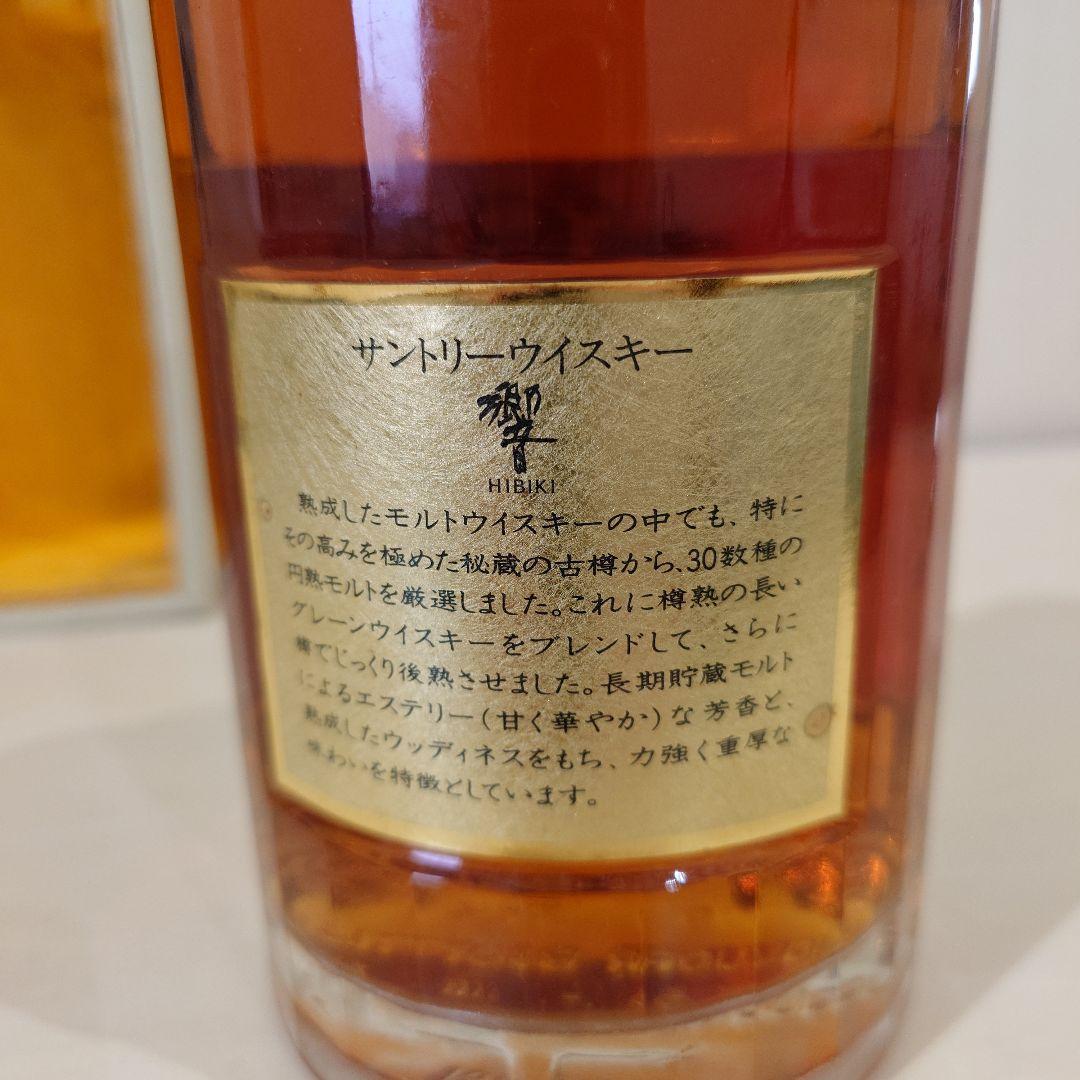 サントリーウイスキー
響
HIBIKI
熟成したモルトウイスキーの中でも、特に
その高みを極めた秘蔵の古樽から、30数種の
円熟モルトを厳選しました。これに樽熟の長い
グレーンウイスキーをブレンドして、さらに
樽でじっくり後熟させました。長期貯蔵モルト
によるエステリー(甘く華やか)な芳香と、
熟成したウッディネスをもち、力強く重厚な
味わいを特徴としています。